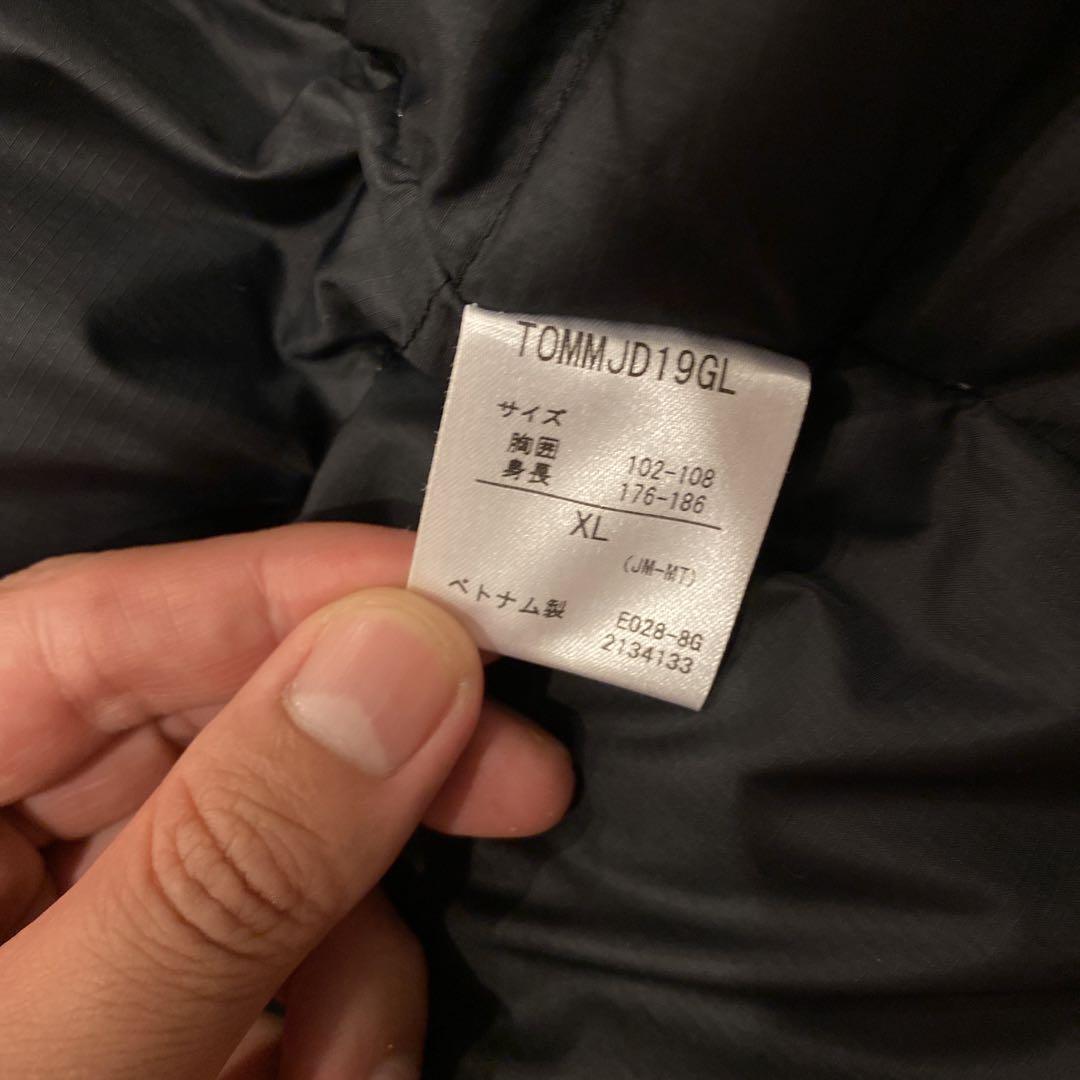 TOMMJD19GL
サイズ
胸囲 102-108
身長 176-186
XL
(JM-MT)
ベトナム製 E028-8G
2134133